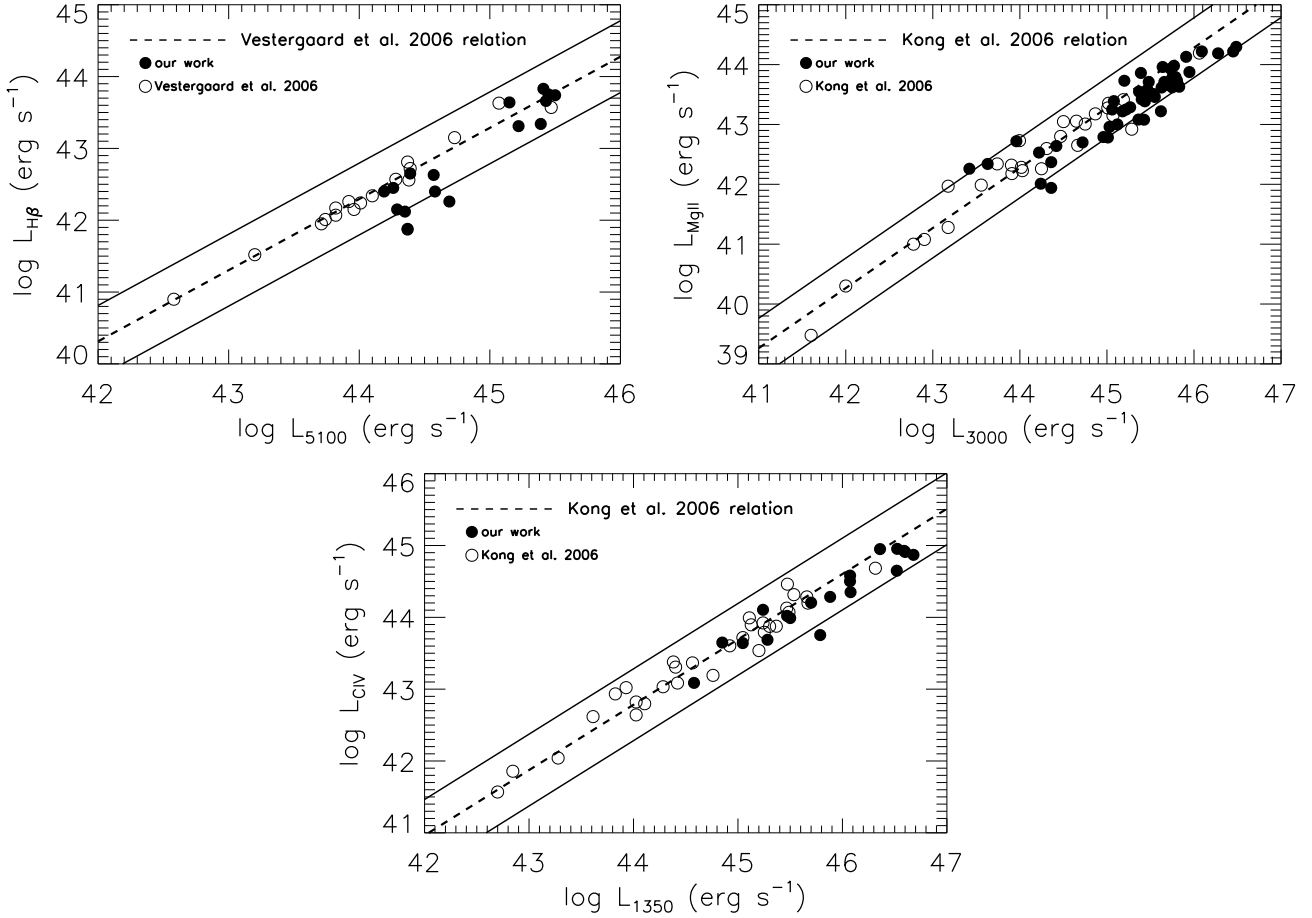 45
44
43
42
41
40
log L_Hβ (erg s⁻¹)
Vestergaard et al. 2006 relation
our work
Vestergaard et al. 2006
42 43 44 45 46
log L_5100 (erg s⁻¹)
45
44
43
42
41
40
39
log L_MgII (erg s⁻¹)
Kong et al. 2006 relation
our work
Kong et al. 2006
41 42 43 44 45 46 47
log L_3000 (erg s⁻¹)
46
45
44
43
42
41
log L_CIV (erg s⁻¹)
Kong et al. 2006 relation
our work
Kong et al. 2006
42 43 44 45 46 47
log L_1350 (erg s⁻¹)